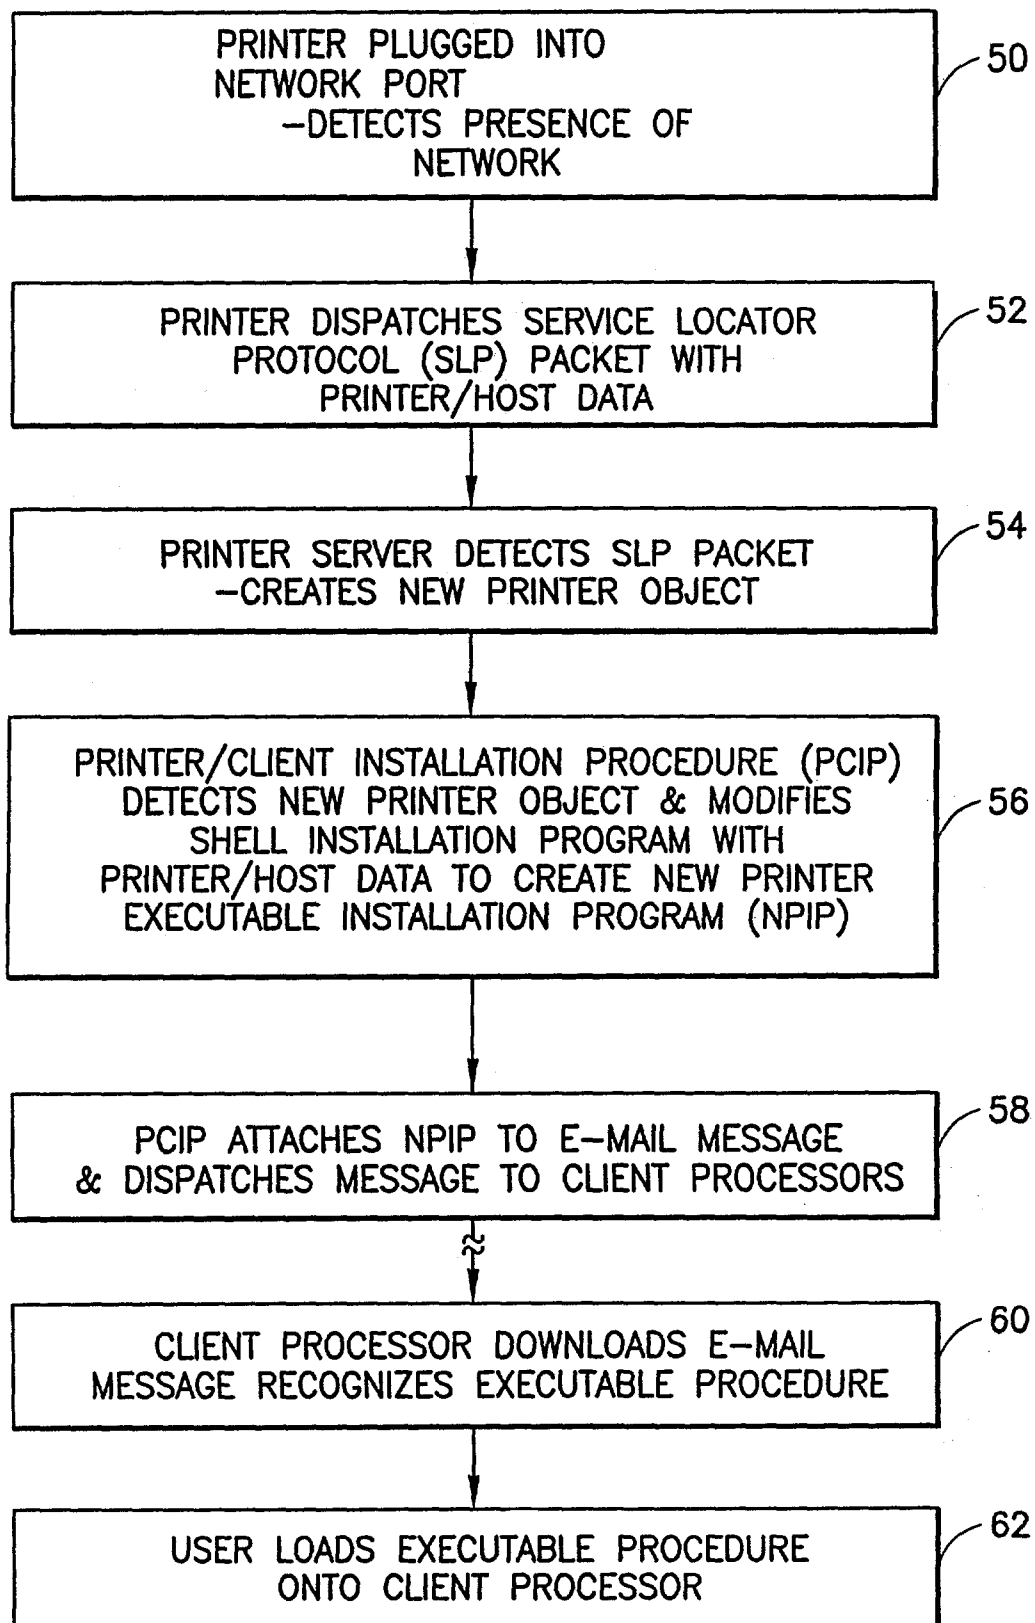 PRINTER PLUGGED INTO
NETWORK PORT
-DETECTS PRESENCE OF
NETWORK
50
PRINTER DISPATCHES SERVICE LOCATOR
PROTOCOL (SLP) PACKET WITH
PRINTER/HOST DATA
52
PRINTER SERVER DETECTS SLP PACKET
-CREATES NEW PRINTER OBJECT
54
PRINTER/CLIENT INSTALLATION PROCEDURE (PCIP)
DETECTS NEW PRINTER OBJECT & MODIFIES
SHELL INSTALLATION PROGRAM WITH
PRINTER/HOST DATA TO CREATE NEW PRINTER
EXECUTABLE INSTALLATION PROGRAM (NPIP)
56
PCIP ATTACHES NPIP TO E-MAIL MESSAGE
& DISPATCHES MESSAGE TO CLIENT PROCESSORS
58
CLIENT PROCESSOR DOWNLOADS E-MAIL
MESSAGE RECOGNIZES EXECUTABLE PROCEDURE
60
USER LOADS EXECUTABLE PROCEDURE
ONTO CLIENT PROCESSOR
62